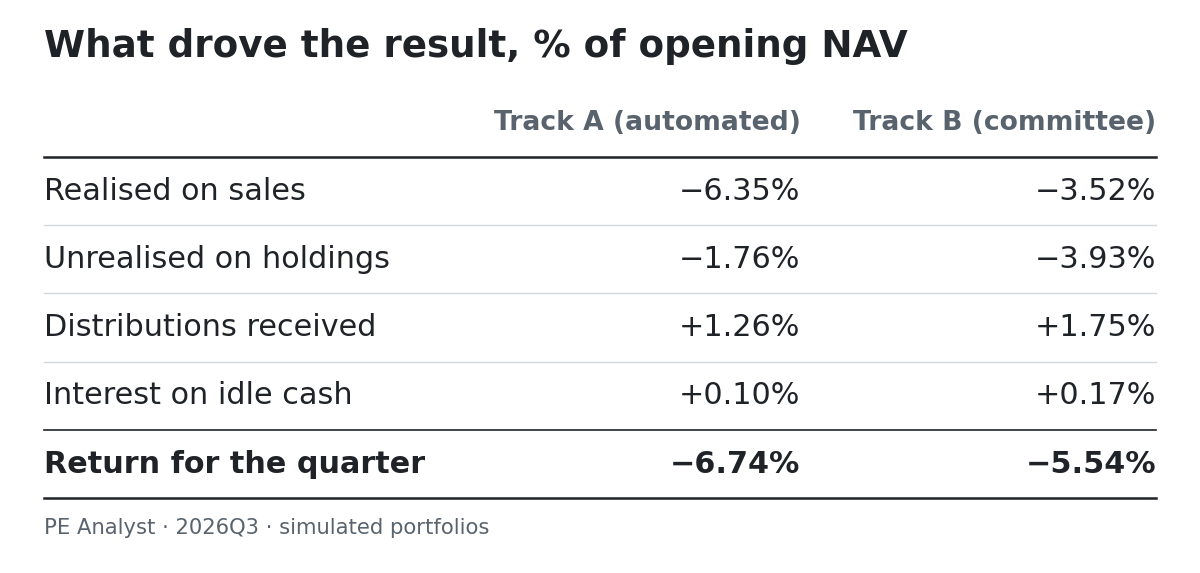 What drove the result, % of opening NAV
Track A (automated) Track B (committee)
Realised on sales −6.35% −3.52%
Unrealised on holdings −1.76% −3.93%
Distributions received +1.26% +1.75%
Interest on idle cash +0.10% +0.17%
Return for the quarter −6.74% −5.54%
PE Analyst · 2026Q3 · simulated portfolios